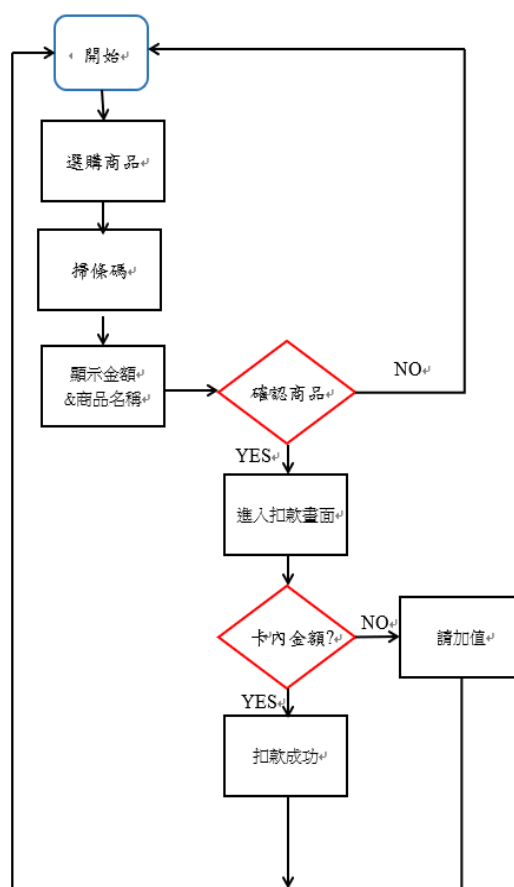 開始
選購商品
掃條碼
顯示金額
&商品名稱
確認商品
NO
YES
進入扣款畫面
卡內金額?
NO
請加值
YES
扣款成功